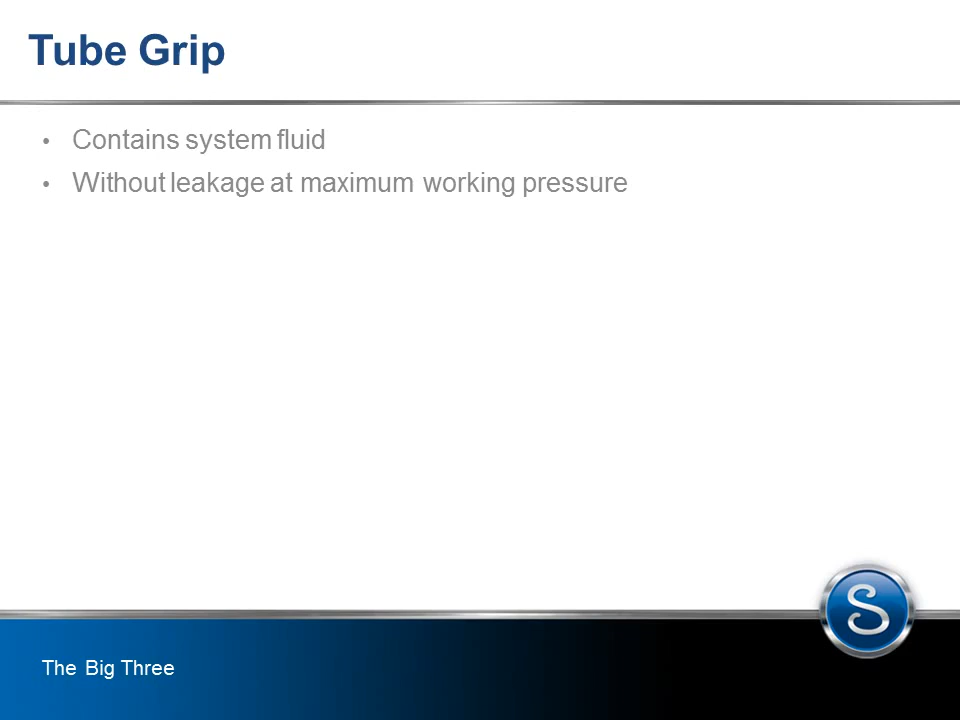 Tube Grip
• Contains system fluid
• Without leakage at maximum working pressure
S
The Big Three